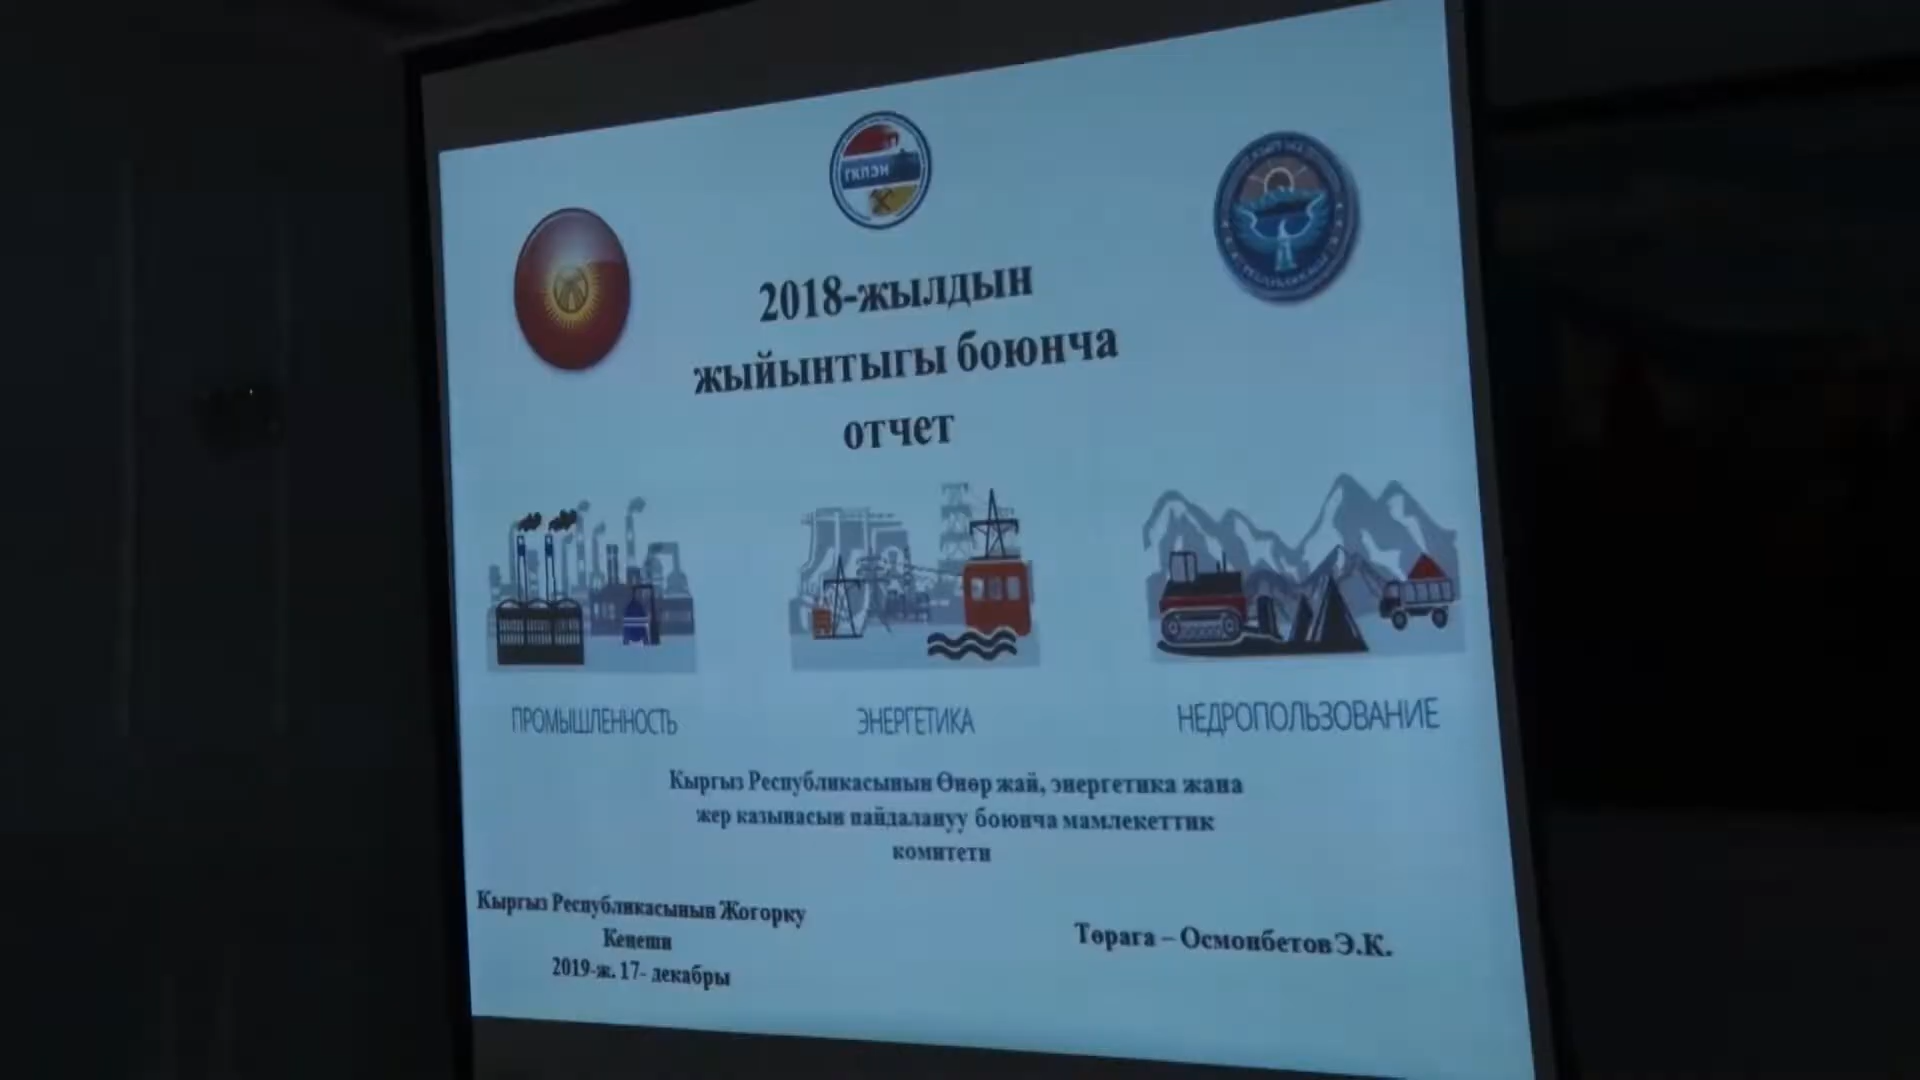 ГКПЭН
2018-жылдын
жыйынтыгы боюнча
отчет
ПРОМЫШЛЕННОСТЬ
ЭНЕРГЕТИКА
НЕДРОПОЛЬЗОВАНИЕ
Кыргыз Республикасынын Өнөр жай, энергетика жана
жер казынасын пайдалануу боюнча мамлекеттик
комитети
Кыргыз Республикасынын Жогорку
Кеңеши
2019-ж. 17- декабры
Төрага – Осмонбетов Э.К.